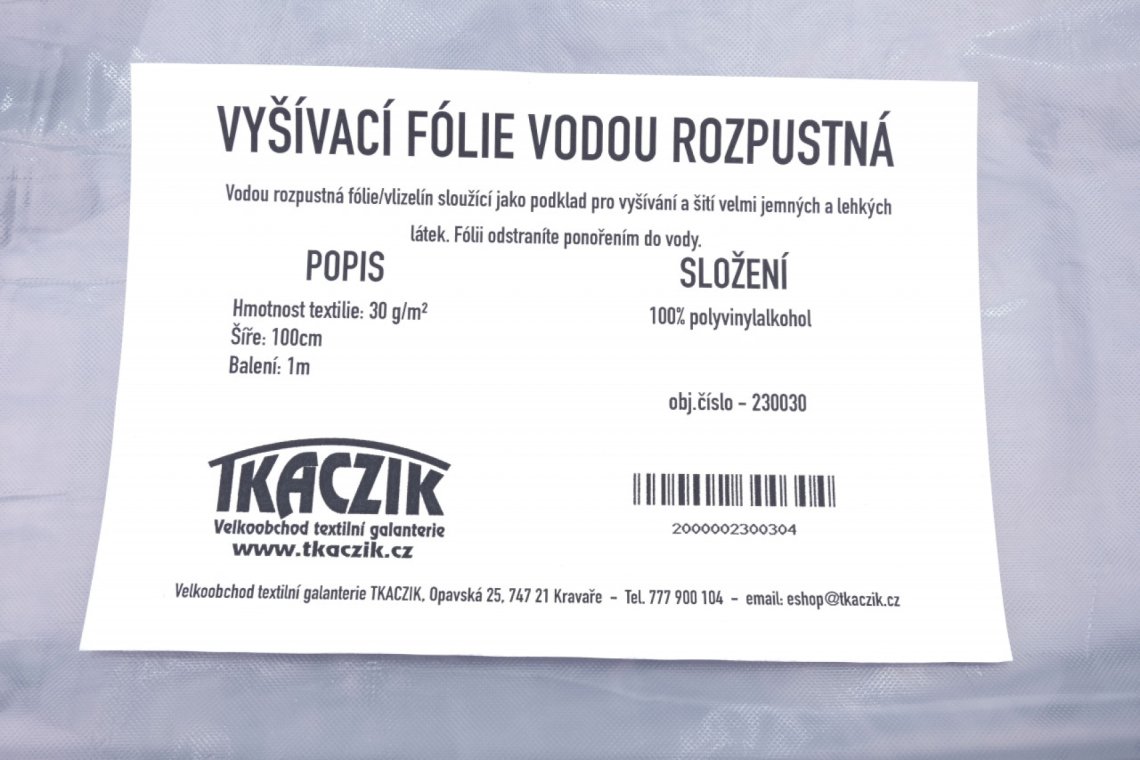 VYŠÍVACÍ FÓLIE VODOU ROZPUSTNÁ
Vodou rozpustná fólie/vlizelín sloužící jako podklad pro vyšívání a šití velmi jemných a lehkých
látek. Fólii odstraníte ponořením do vody.
POPIS
Hmotnost textilie: 30 g/m²
Šíře: 100cm
Balení: 1m
SLOŽENÍ
100% polyvinylalkohol
obj.číslo - 230030
TKACZIK
Velkoobchod textilní galanterie
www.tkaczik.cz
2000002300304
Velkoobchod textilní galanterie TKACZIK, Opavská 25, 747 21 Kravaře - Tel. 777 900 104 - email: eshop@tkaczik.cz